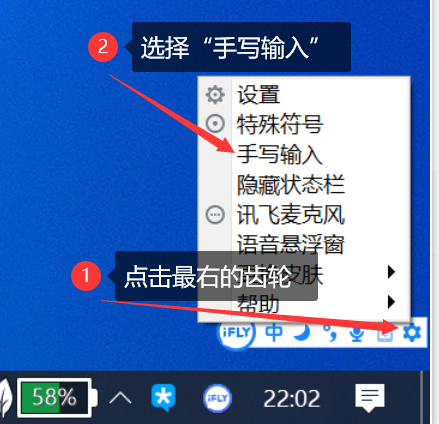 ② 选择“手写输入”
设置
特殊符号
手写输入
隐藏状态栏
讯飞麦克风
语音悬浮窗
① 点击最右的齿轮
皮肤
帮助
iFLY 中
58% iFLY 22:02